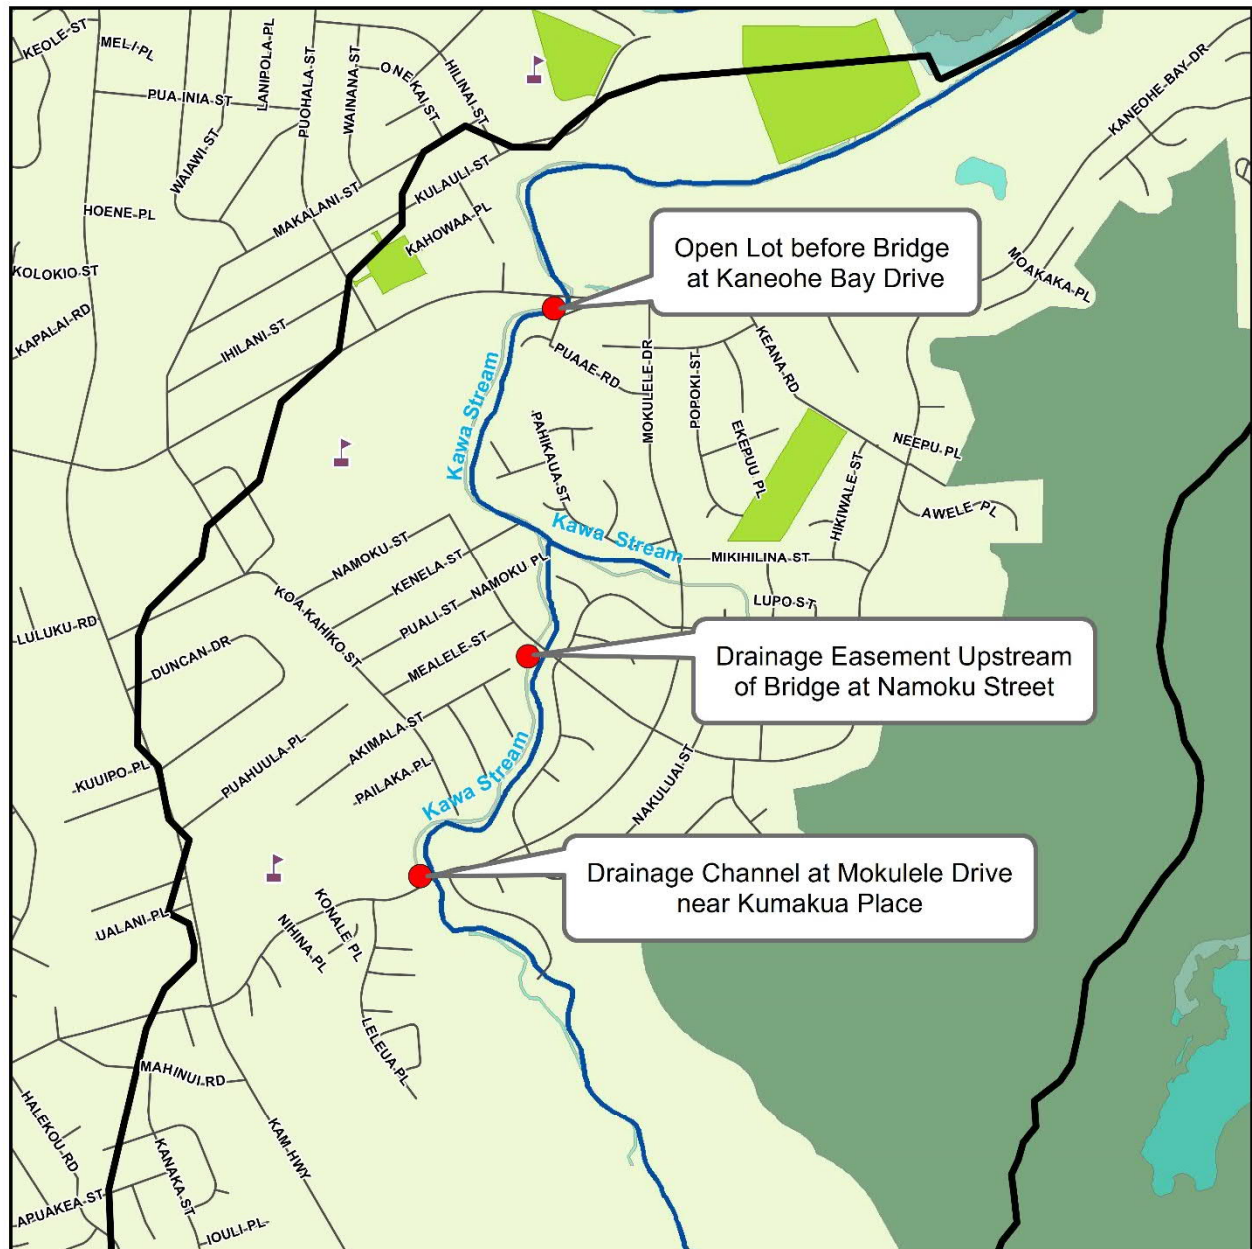 KEOLE-ST
MELI-PL
LANIPOLA-PL
PUOHALA-ST
WAINANA-ST
ONEKAI-ST
HILINAI-ST
PUA-INIA-ST
WAIAWI-ST
KANEOHE-BAY-DR
MAKALANI-ST
KULAULI-ST
HOENE-PL
KAHOWAA-PL
KOLOKIO-ST
KAPALAI-RD
IHILANI-ST
Open Lot before Bridge
at Kaneohe Bay Drive
MOAKAKA-PL
PUAAE-RD
MOKULELE-DR
POPOKI-ST
KEANA-RD
Kawa Stream
PAHIKAUA-ST
EKEPUU PL
NEEPU PL
HIKIWALE-ST
AWELE PL
Kawa Stream
MIKIHILINA-ST
LUPO ST
NAMOKU-ST
KENELA-ST
NAMOKU PL
PUALI-ST
MEALELE-ST
KOA-KAHIKO-ST
LULUKU-RD
DUNCAN-DR
Drainage Easement Upstream
of Bridge at Namoku Street
AKIMALA-ST
PUAHUULA-PL
PAILAKA-PL
KUUIPO-PL
Kawa Stream
NAKULUAI-ST
Drainage Channel at Mokulele Drive
near Kumakua Place
UALANI-PL
KONALE PL
NIHINA-PL
LELEUA-PL
MAHINUI-RD
HALEKOU-RD
KANAKA-ST
KAM-HWY
APUAKEA-ST
IOULI-PL